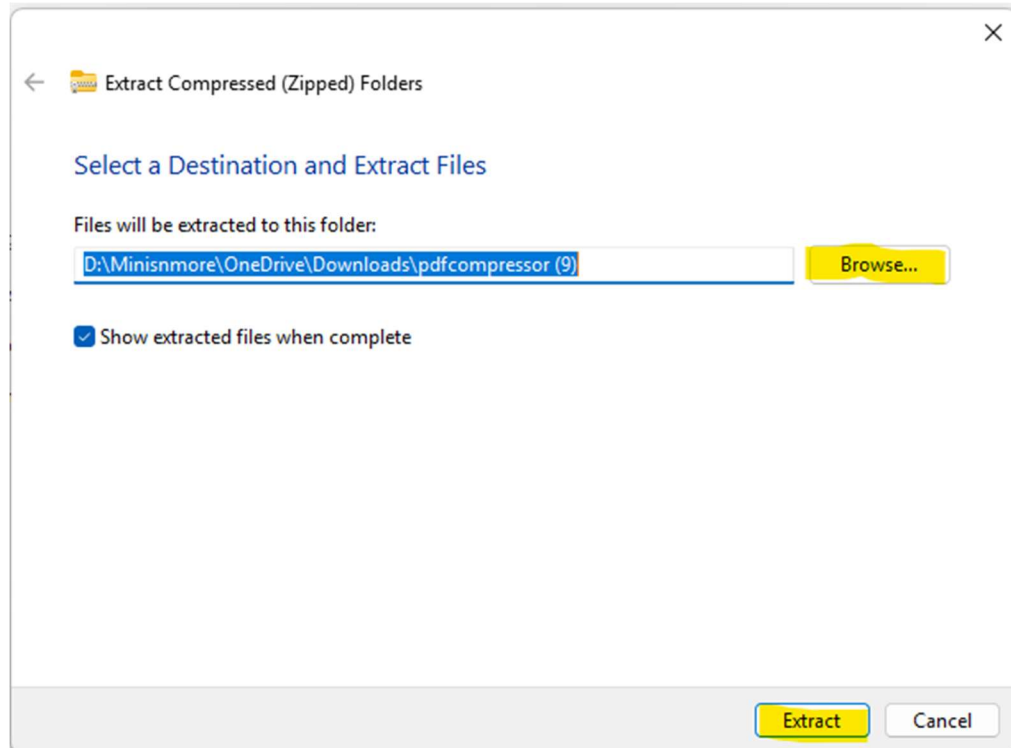 Extract Compressed (Zipped) Folders
Select a Destination and Extract Files
Files will be extracted to this folder:
D:\Minisnmore\OneDrive\Downloads\pdfcompressor (9)
Browse...
Show extracted files when complete
Extract
Cancel